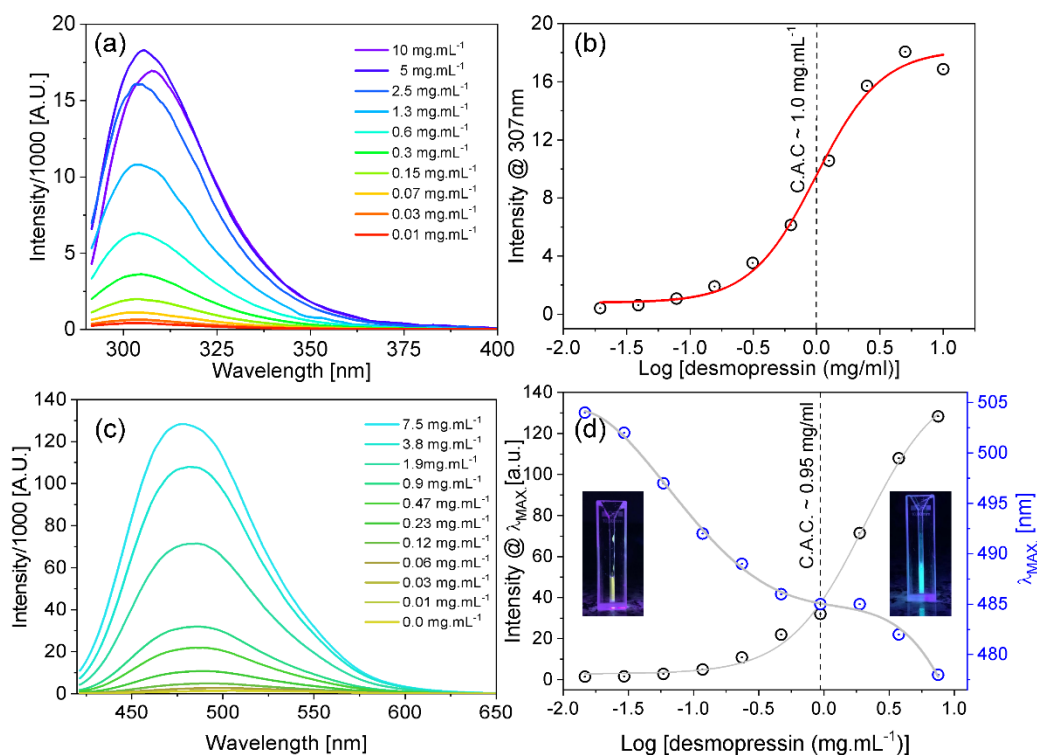 (a)
Intensity/1000 [A.U.]
20
15
10
5
0
10 mg.mL⁻¹
5 mg.mL⁻¹
2.5 mg.mL⁻¹
1.3 mg.mL⁻¹
0.6 mg.mL⁻¹
0.3 mg.mL⁻¹
0.15 mg.mL⁻¹
0.07 mg.mL⁻¹
0.03 mg.mL⁻¹
0.01 mg.mL⁻¹
300 325 350 375 400
Wavelength [nm]
(b)
Intensity @ 307nm
20
16
12
8
4
0
C.A.C ~ 1.0 mg.mL⁻¹
-2.0 -1.5 -1.0 -0.5 0.0 0.5 1.0
Log [desmopressin (mg/ml)]
(c)
Intensity/1000 [A.U.]
140
120
100
80
60
40
20
0
7.5 mg.mL⁻¹
3.8 mg.mL⁻¹
1.9mg.mL⁻¹
0.9 mg.mL⁻¹
0.47 mg.mL⁻¹
0.23 mg.mL⁻¹
0.12 mg.mL⁻¹
0.06 mg.mL⁻¹
0.03 mg.mL⁻¹
0.01 mg.mL⁻¹
0.0 mg.mL⁻¹
450 500 550 600 650
Wavelength [nm]
(d)
Intensity @ λMAX.[a.u.]
140
120
100
80
60
40
20
0
C.A.C. ~ 0.95 mg/ml
505
500
495
490
485
480
λMAX. [nm]
-2.0 -1.5 -1.0 -0.5 0.0 0.5 1.0
Log [desmopressin (mg.mL⁻¹)]